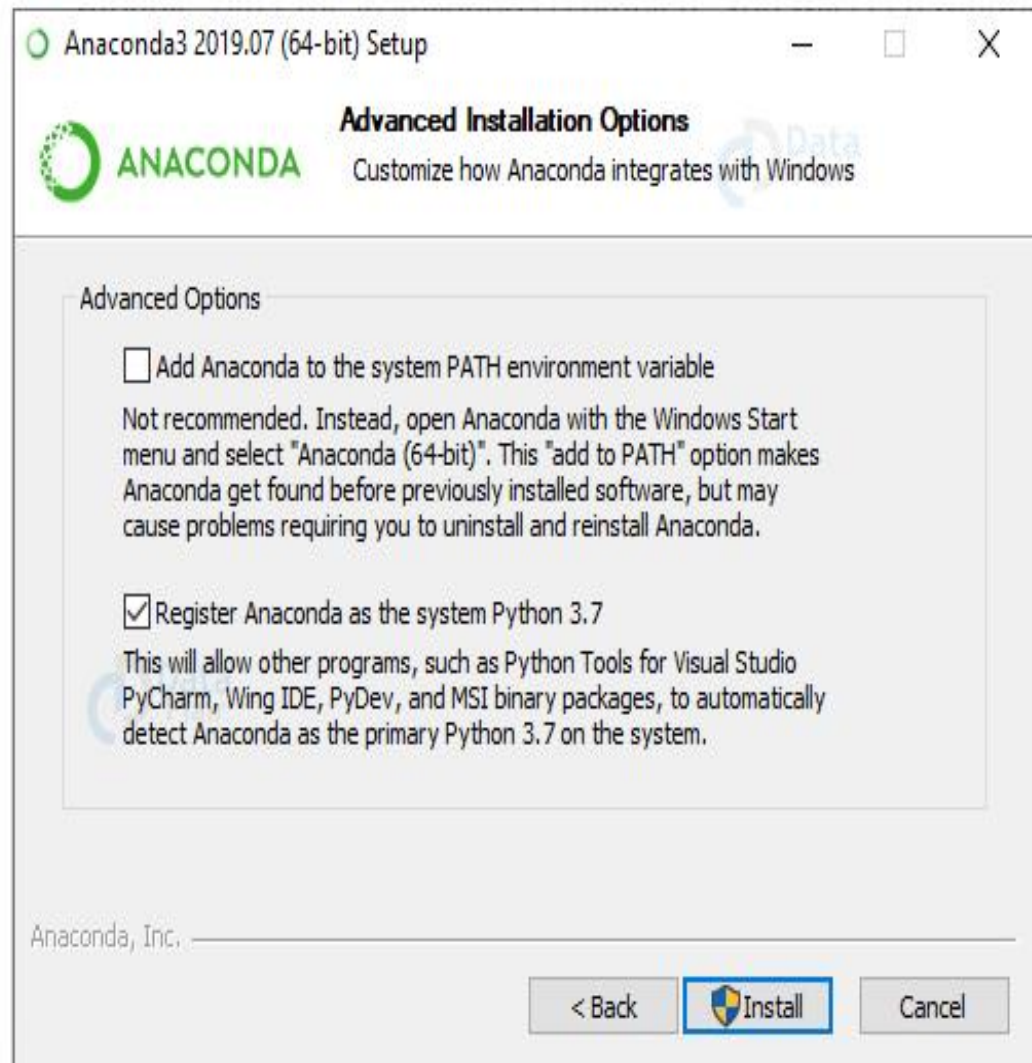 Anaconda3 2019.07 (64-bit) Setup
Advanced Installation Options
ANACONDA
Customize how Anaconda integrates with Windows
Data
Advanced Options
Add Anaconda to the system PATH environment variable
Not recommended. Instead, open Anaconda with the Windows Start
menu and select "Anaconda (64-bit)". This "add to PATH" option makes
Anaconda get found before previously installed software, but may
cause problems requiring you to uninstall and reinstall Anaconda.
Register Anaconda as the system Python 3.7
This will allow other programs, such as Python Tools for Visual Studio
PyCharm, Wing IDE, PyDev, and MSI binary packages, to automatically
detect Anaconda as the primary Python 3.7 on the system.
Anaconda, Inc.
< Back
Install
Cancel